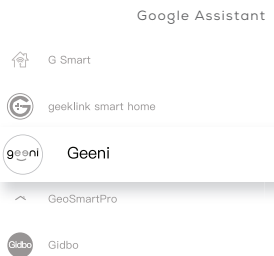 Google Assistant
G Smart
geeklink smart home
geeni Geeni
GeoSmartPro
Gidbo Gidbo